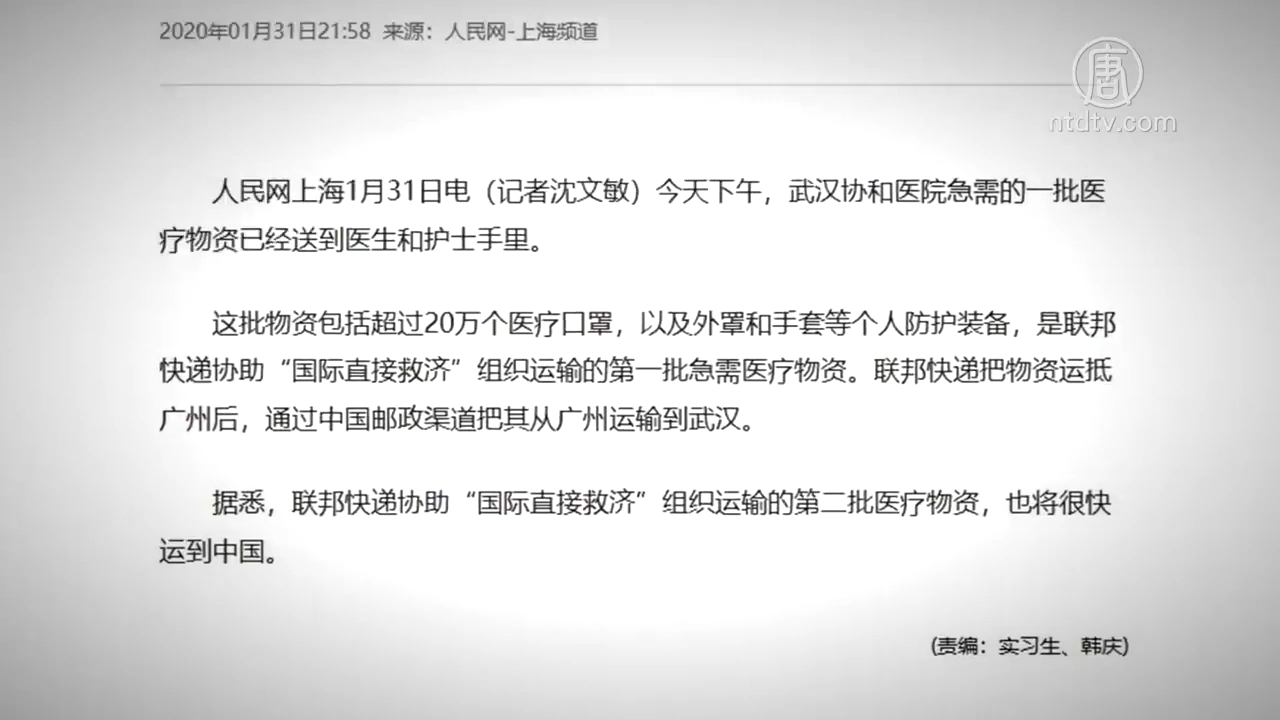 2020年01月31日21:58 来源：人民网-上海频道
唐
ntdtv.com
人民网上海1月31日电（记者沈文敏）今天下午，武汉协和医院急需的一批医
疗物资已经送到医生和护士手里。
这批物资包括超过20万个医疗口罩，以及外罩和手套等个人防护装备，是联邦
快递协助“国际直接救济”组织运输的第一批急需医疗物资。联邦快递把物资运抵
广州后，通过中国邮政渠道把其从广州运输到武汉。
据悉，联邦快递协助“国际直接救济”组织运输的第二批医疗物资，也将很快
运到中国。
(责编：实习生、韩庆)